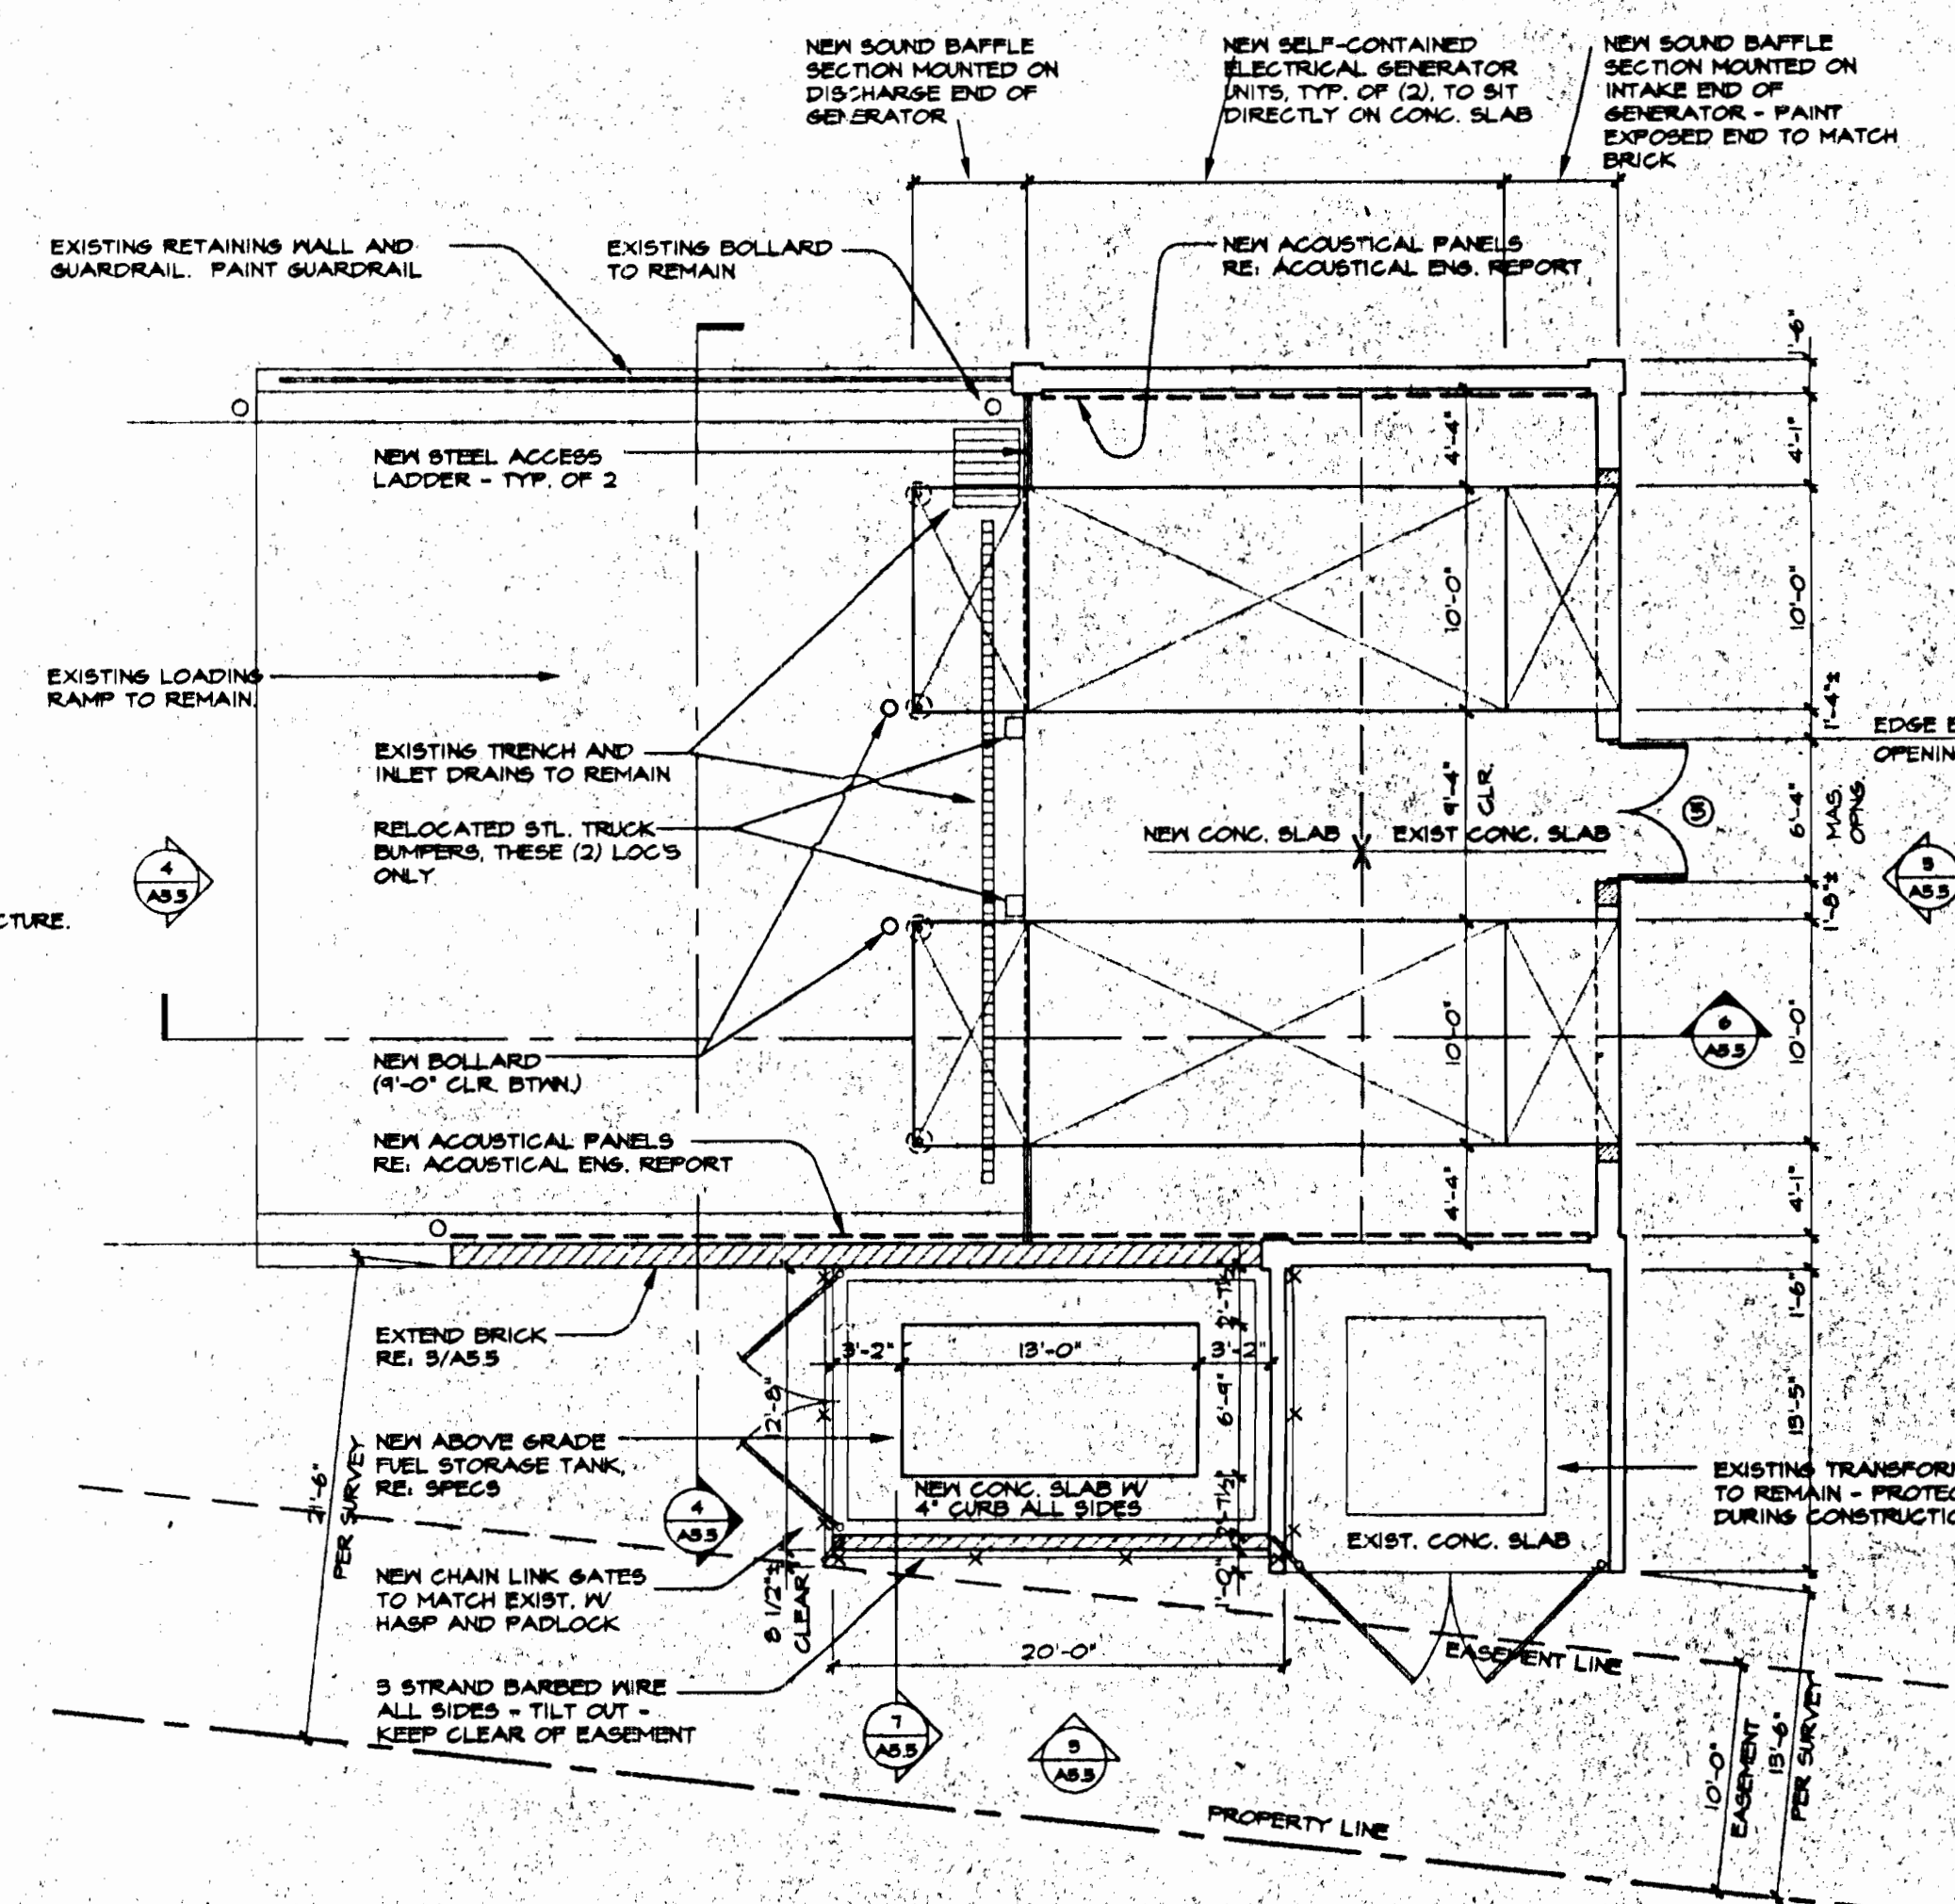 NEW SOUND BAFFLE
SECTION MOUNTED ON
DISCHARGE END OF
GENERATOR
NEW SELF-CONTAINED
ELECTRICAL GENERATOR
UNITS, TYP. OF (2), TO SIT
DIRECTLY ON CONC. SLAB
NEW SOUND BAFFLE
SECTION MOUNTED ON
INTAKE END OF
GENERATOR - PAINT
EXPOSED END TO MATCH
BRICK
EXISTING RETAINING WALL AND
GUARDRAIL. PAINT GUARDRAIL
EXISTING BOLLARD
TO REMAIN
NEW ACOUSTICAL PANELS
RE: ACOUSTICAL ENG. REPORT
1'-6"
4'-4"
4'-1"
NEW STEEL ACCESS
LADDER - TYP. OF 2
10'-0"
10'-0"
EXISTING LOADING
RAMP TO REMAIN.
1'-4"±
EDGE E
OPENIN
EXISTING TRENCH AND
INLET DRAINS TO REMAIN
9'-4"
CLR.
6'-4"
MAS.
OPNG.
RELOCATED STL. TRUCK
BUMPERS, THESE (2) LOC'S
ONLY
NEW CONC. SLAB
EXIST CONC. SLAB
4
A5.5
A5.5
1'-8"±
CTURE.
10'-0"
10'-0"
6
A5.5
NEW BOLLARD
(9'-0" CLR. BTWN.)
NEW ACOUSTICAL PANELS
RE: ACOUSTICAL ENG. REPORT
4'-4"
4'-1"
1'-6"
EXTEND BRICK
RE: 3/A5.5
3'-2"
13'-0"
3'-2"
2'-7 1/2"
6'-9"
2'-7 1/2"
1'-0"
12'-8"
13'-5"
NEW ABOVE GRADE
FUEL STORAGE TANK,
RE: SPECS
21'-6"
PER SURVEY
NEW CONC. SLAB W/
4" CURB ALL SIDES
4
A5.5
EXISTING TRANSFOR
TO REMAIN - PROTEC
DURING CONSTRUCTIO
EXIST. CONC. SLAB
NEW CHAIN LINK GATES
TO MATCH EXIST. W/
HASP AND PADLOCK
8 1/2"±
CLEAR
20'-0"
EASEMENT LINE
3 STRAND BARBED WIRE
ALL SIDES - TILT OUT -
KEEP CLEAR OF EASEMENT
7
A5.5
A5.5
10'-0"
EASEMENT
13'-6"
PER SURVEY
PROPERTY LINE